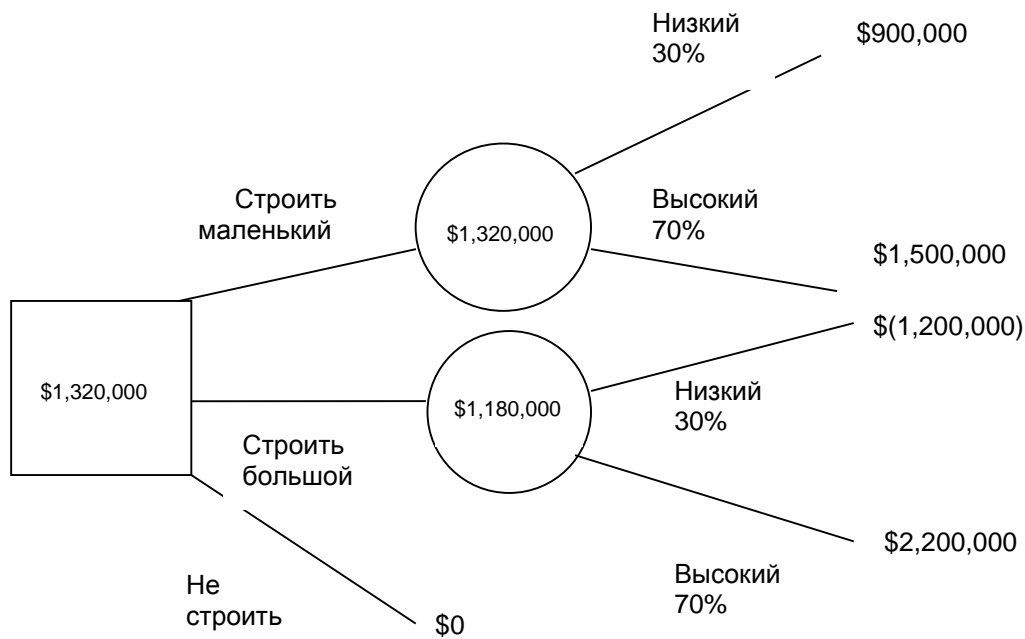 Низкий
30%
$900,000
Строить
маленький
$1,320,000
Высокий
70%
$1,500,000
$(1,200,000)
$1,320,000
$1,180,000
Низкий
30%
Строить
большой
$2,200,000
Высокий
70%
Не
строить
$0